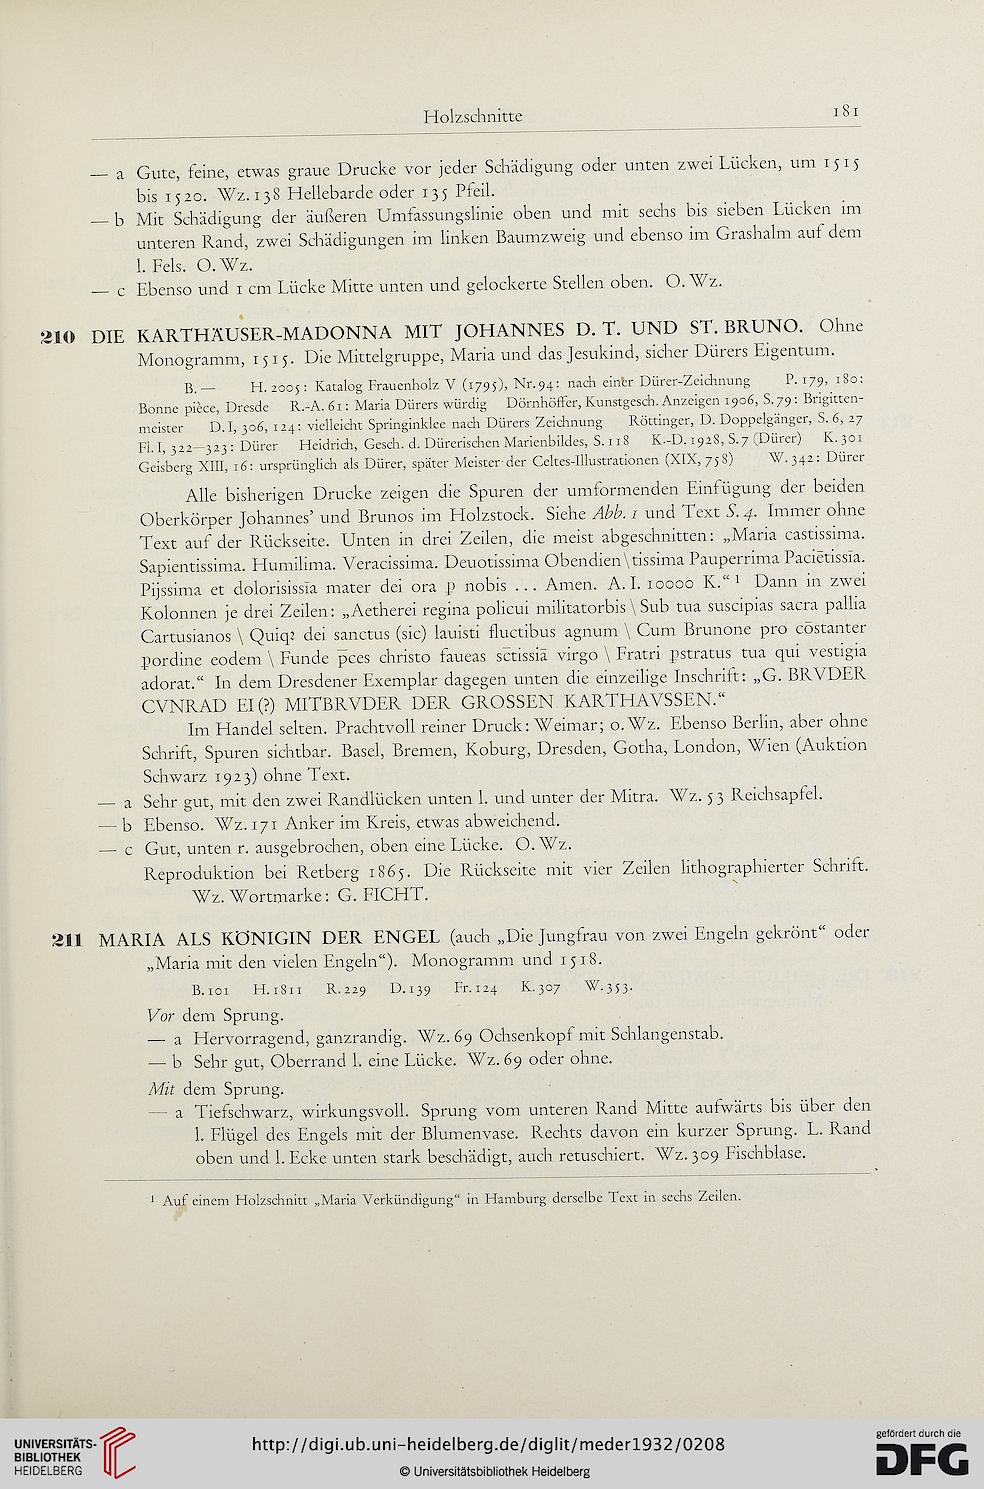 Holzschnitte 181
— a Gute, feine, etwas graue Drucke vor jeder Schädigung oder unten zwei Lücken, um 1515
bis 1520. Wz. 138 Hellebarde oder 135 Pfeil.
— b Mit Schädigung der äußeren Umfassungslinie oben und mit sechs bis sieben Lücken im
unteren Rand, zwei Schädigungen im linken Baumzweig und ebenso im Grashalm auf dem
l. Fels. O. Wz.
— c Ebenso und 1 cm Lücke Mitte unten und gelockerte Stellen oben. O. Wz.
210 DIE KARTHÄUSER-MADONNA MIT JOHANNES D. T. UND ST. BRUNO. Ohne
Monogramm, 1515. Die Mittelgruppe, Maria und das Jesukind, sicher Dürers Eigentum.
B. — H. 2005: Katalog Frauenholz V (1795), Nr. 94: nach einer Dürer-Zeichnung P. 179, 180:
Bonne pièce, Dresde R.-A. 61: Maria Dürers würdig Dörnhöffer, Kunstgesch. Anzeigen 1906, S. 79: Brigitten-
meister D. I, 306, 124: vielleicht Springinklee nach Dürers Zeichnung Röttinger, D. Doppelgänger, S. 6, 27
Fl. I, 322—323: Dürer Heidrich, Gesch. d. Dürerischen Marienbildes, S. 118 K.-D. 1928, S. 7 (Dürer) K. 301
Geisberg XIII, 16: ursprünglich als Dürer, später Meister der Celtes-Illustrationen (XIX, 758) W. 342: Dürer
Alle bisherigen Drucke zeigen die Spuren der umformenden Einfügung der beiden
Oberkörper Johannes' und Brunos im Holzstock. Siehe Abb. 1 und Text S. 4. Immer ohne
Text auf der Rückseite. Unten in drei Zeilen, die meist abgeschnitten: „Maria castissima.
Sapientissima. Humilima. Veracissima. Deuotissima Obendien\tissima Pauperrima Paciētissīa.
Pijssima et dolorisissīa mater dei ora p nobis ... Amen. A. I. 10000 K.“ ¹ Dann in zwei
Kolonnen je drei Zeilen: „Aetherei regina policui militatorbis \ Sub tua suscipias sacra pallia
Cartusianos \ Quiqꝫ dei sanctus (sic) lauisti fluctibus agnum \ Cum Brunone pro cōstanter
pordine eodem \ Funde p̄ces christo faueas sc̄tissiā virgo \ Fratri pstratus tua qui vestigia
adorat.“ In dem Dresdener Exemplar dagegen unten die einzeilige Inschrift: „G. BRVDER
CVNRAD EI (?) MITBRVDER DER GROSSEN KARTHAVSSEN.“
Im Handel selten. Prachtvoll reiner Druck: Weimar; o. Wz. Ebenso Berlin, aber ohne
Schrift, Spuren sichtbar. Basel, Bremen, Koburg, Dresden, Gotha, London, Wien (Auktion
Schwarz 1923) ohne Text.
— a Sehr gut, mit den zwei Randlücken unten l. und unter der Mitra. Wz. 53 Reichsapfel.
— b Ebenso. Wz. 171 Anker im Kreis, etwas abweichend.
— c Gut, unten r. ausgebrochen, oben eine Lücke. O. Wz.
Reproduktion bei Retberg 1865. Die Rückseite mit vier Zeilen lithographierter Schrift.
Wz. Wortmarke: G. FICHT.
211 MARIA ALS KÖNIGIN DER ENGEL (auch „Die Jungfrau von zwei Engeln gekrönt“ oder
„Maria mit den vielen Engeln“). Monogramm und 1518.
B. 101 H. 1811 R. 229 D. 139 Fr. 124 K. 307 W. 353.
Vor dem Sprung.
— a Hervorragend, ganzrandig. Wz. 69 Ochsenkopf mit Schlangenstab.
— b Sehr gut, Oberrand l. eine Lücke. Wz. 69 oder ohne.
Mit dem Sprung.
— a Tiefschwarz, wirkungsvoll. Sprung vom unteren Rand Mitte aufwärts bis über den
l. Flügel des Engels mit der Blumenvase. Rechts davon ein kurzer Sprung. L. Rand
oben und l. Ecke unten stark beschädigt, auch retuschiert. Wz. 309 Fischblase.
¹ Auf einem Holzschnitt „Maria Verkündigung“ in Hamburg derselbe Text in sechs Zeilen.
UNIVERSITÄTS-
BIBLIOTHEK
HEIDELBERG
http://digi.ub.uni-heidelberg.de/diglit/meder1932/0208
© Universitätsbibliothek Heidelberg
gefördert durch die
DFG